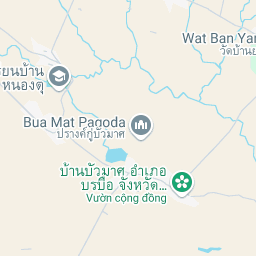 Wat Ban Yan
วัดบ้านย
รียนบ้าน
หนองตุ
Bua Mat Pagoda
ปรางค์กู่บัวมาศ
บ้านบัวมาศ อำเภอ
บรบือ จังหวัด...
Vườn cộng đồng